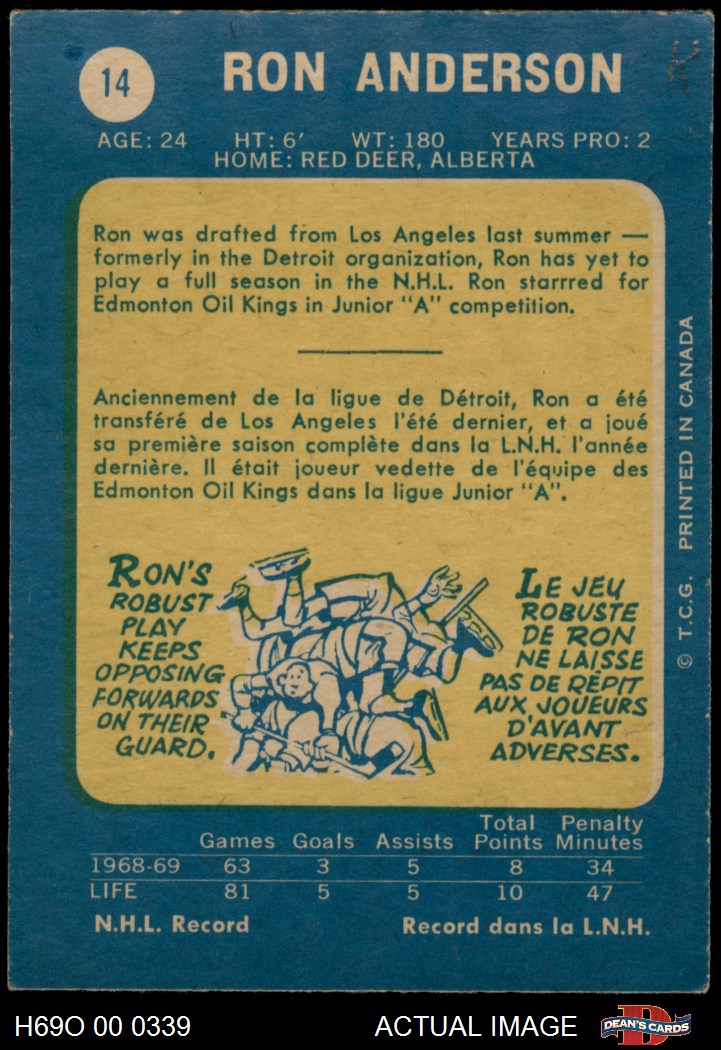 14
RON ANDERSON
K
AGE: 24 HT: 6′ WT: 180 YEARS PRO: 2
HOME: RED DEER, ALBERTA
Ron was drafted from Los Angeles last summer —
formerly in the Detroit organization, Ron has yet to
play a full season in the N.H.L. Ron starrred for
Edmonton Oil Kings in Junior "A" competition.
Anciennement de la ligue de Détroit, Ron a été
transféré de Los Angeles l'été dernier, et a joué
sa première saison complète dans la L.N.H. l'année
dernière. Il était joueur vedette de l'équipe des
Edmonton Oil Kings dans la ligue Junior "A".
RON'S
ROBUST
PLAY
KEEPS
OPPOSING
FORWARDS
ON THEIR
GUARD.
LE JEU
ROBUSTE
DE RON
NE LAISSE
PAS DE RÉPIT
AUX JOUEURS
D'AVANT
ADVERSES.
© T.C.G. PRINTED IN CANADA
Total Penalty
Games Goals Assists Points Minutes
1968-69 63 3 5 8 34
LIFE 81 5 5 10 47
N.H.L. Record Record dans la L.N.H.
H69O 00 0339 ACTUAL IMAGE D DEAN'S CARDS